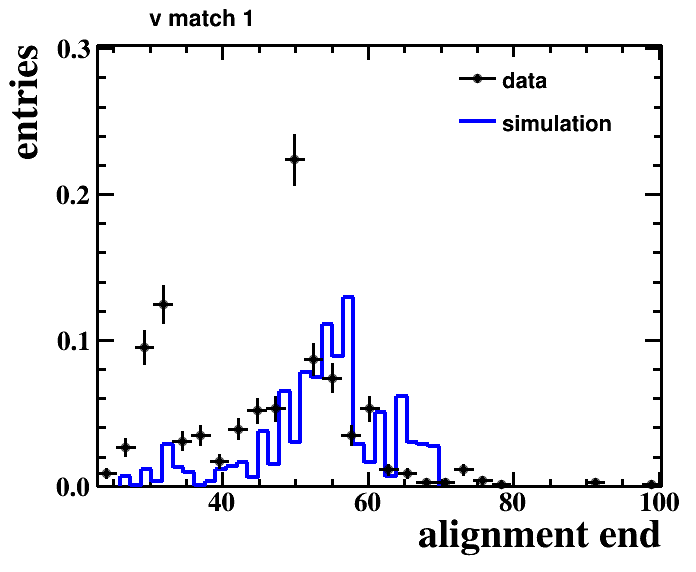 v match 1
entries
0.3
data
simulation
0.2
0.1
0.0
40
60
80
100
alignment end